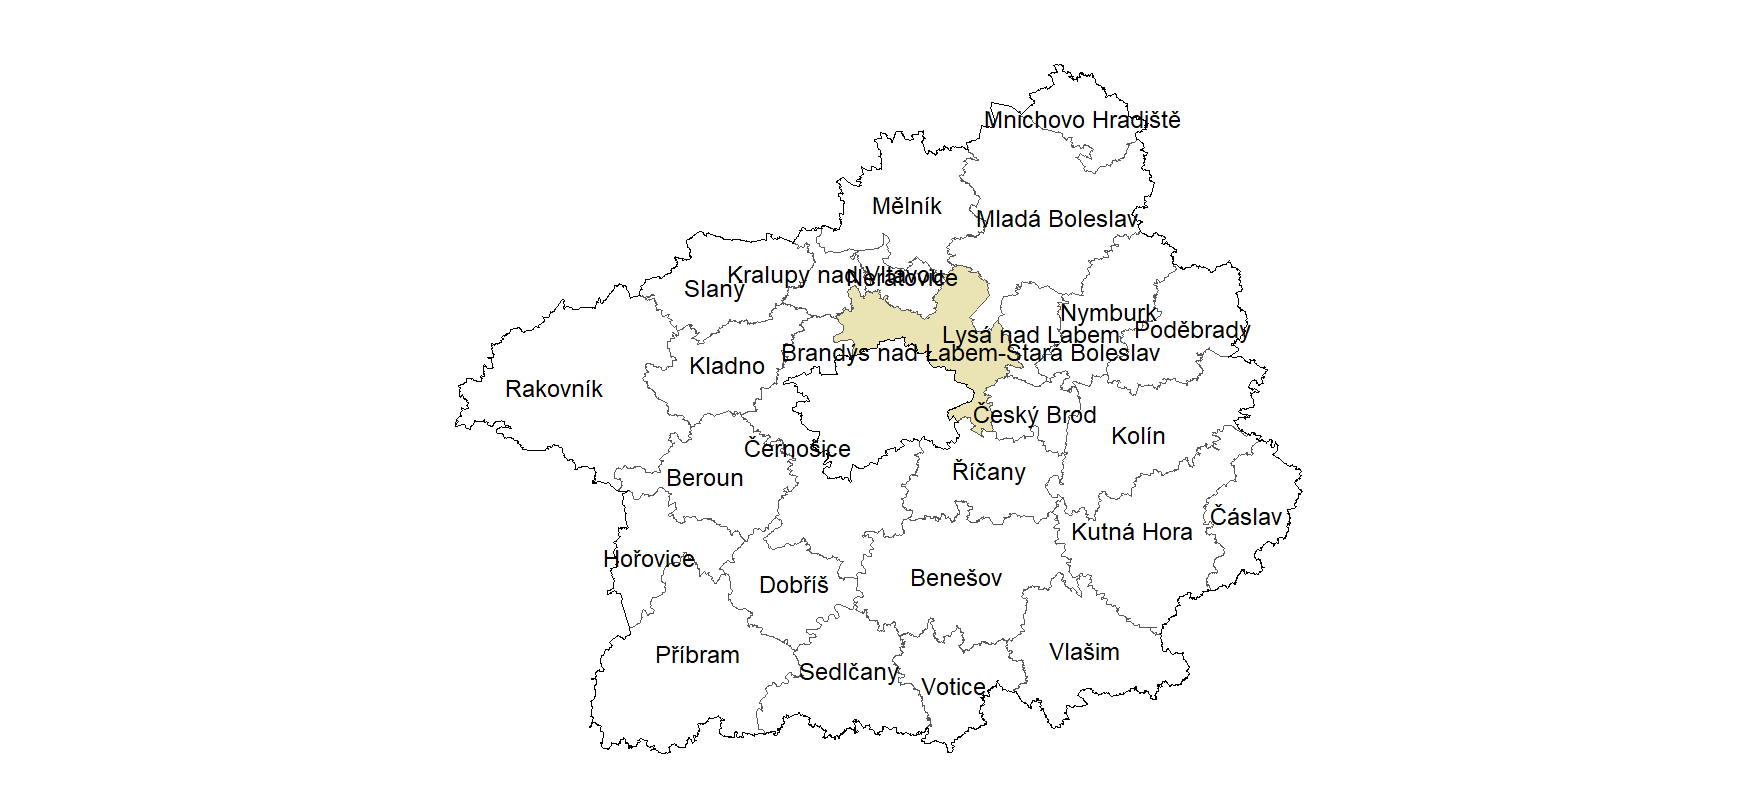 Mnichovo Hradiště
Mělník
Mladá Boleslav
Kralupy nad Vltavou
Neratovice
Slaný
Nymburk
Lysá nad Labem
Poděbrady
Brandýs nad Labem-Stará Boleslav
Kladno
Rakovník
Český Brod
Kolín
Černošice
Říčany
Beroun
Čáslav
Kutná Hora
Hořovice
Benešov
Dobříš
Vlašim
Příbram
Sedlčany
Votice